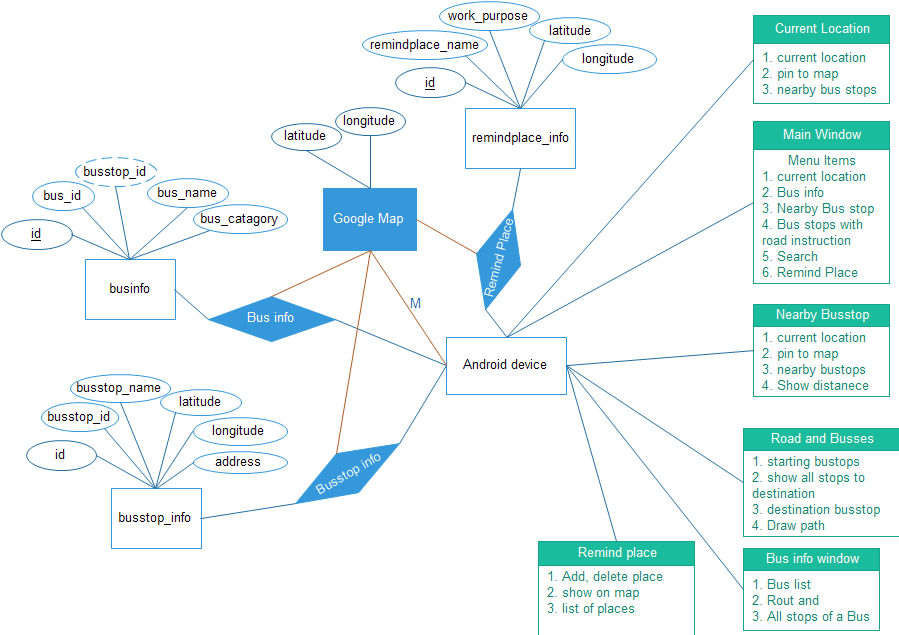 work_purpose
remindplace_name
latitude
longitude
id
remindplace_info
latitude
longitude
Google Map
Remind Place
busstop_id
bus_id
bus_name
bus_catagory
id
businfo
Bus info
M
Android device
busstop_name
latitude
busstop_id
longitude
id
address
busstop_info
Busstop info
Current Location
1. current location
2. pin to map
3. nearby bus stops
Main Window
Menu Items
1. current location
2. Bus info
3. Nearby Bus stop
4. Bus stops with
road instruction
5. Search
6. Remind Place
Nearby Busstop
1. current location
2. pin to map
3. nearby bustops
4. Show distanece
Road and Busses
1. starting bustops
2. show all stops to
destination
3. destination busstop
4. Draw path
Bus info window
1. Bus list
2. Rout and
3. All stops of a Bus
Remind place
1. Add, delete place
2. show on map
3. list of places